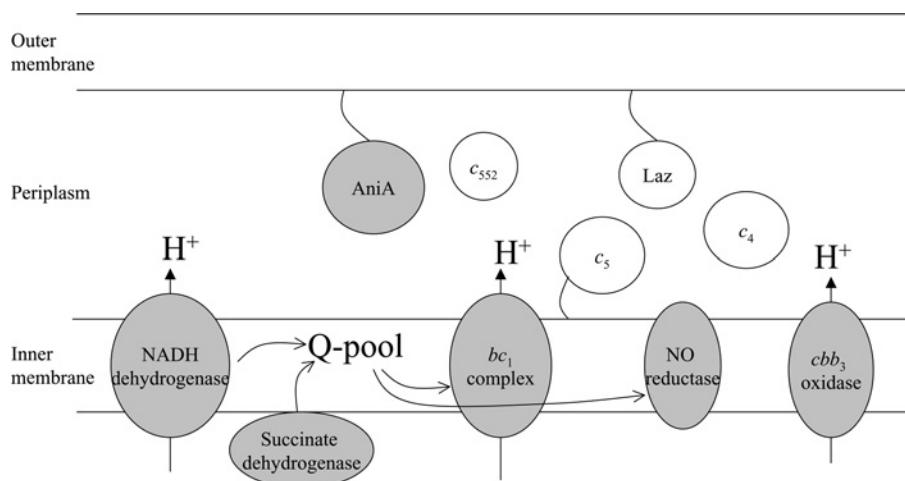 Outer
membrane
Periplasm
AniA
c552
Laz
c4
c5
H+
H+
H+
Inner
membrane
NADH
dehydrogenase
Q-pool
bc1
complex
NO
reductase
cbb3
oxidase
Succinate
dehydrogenase